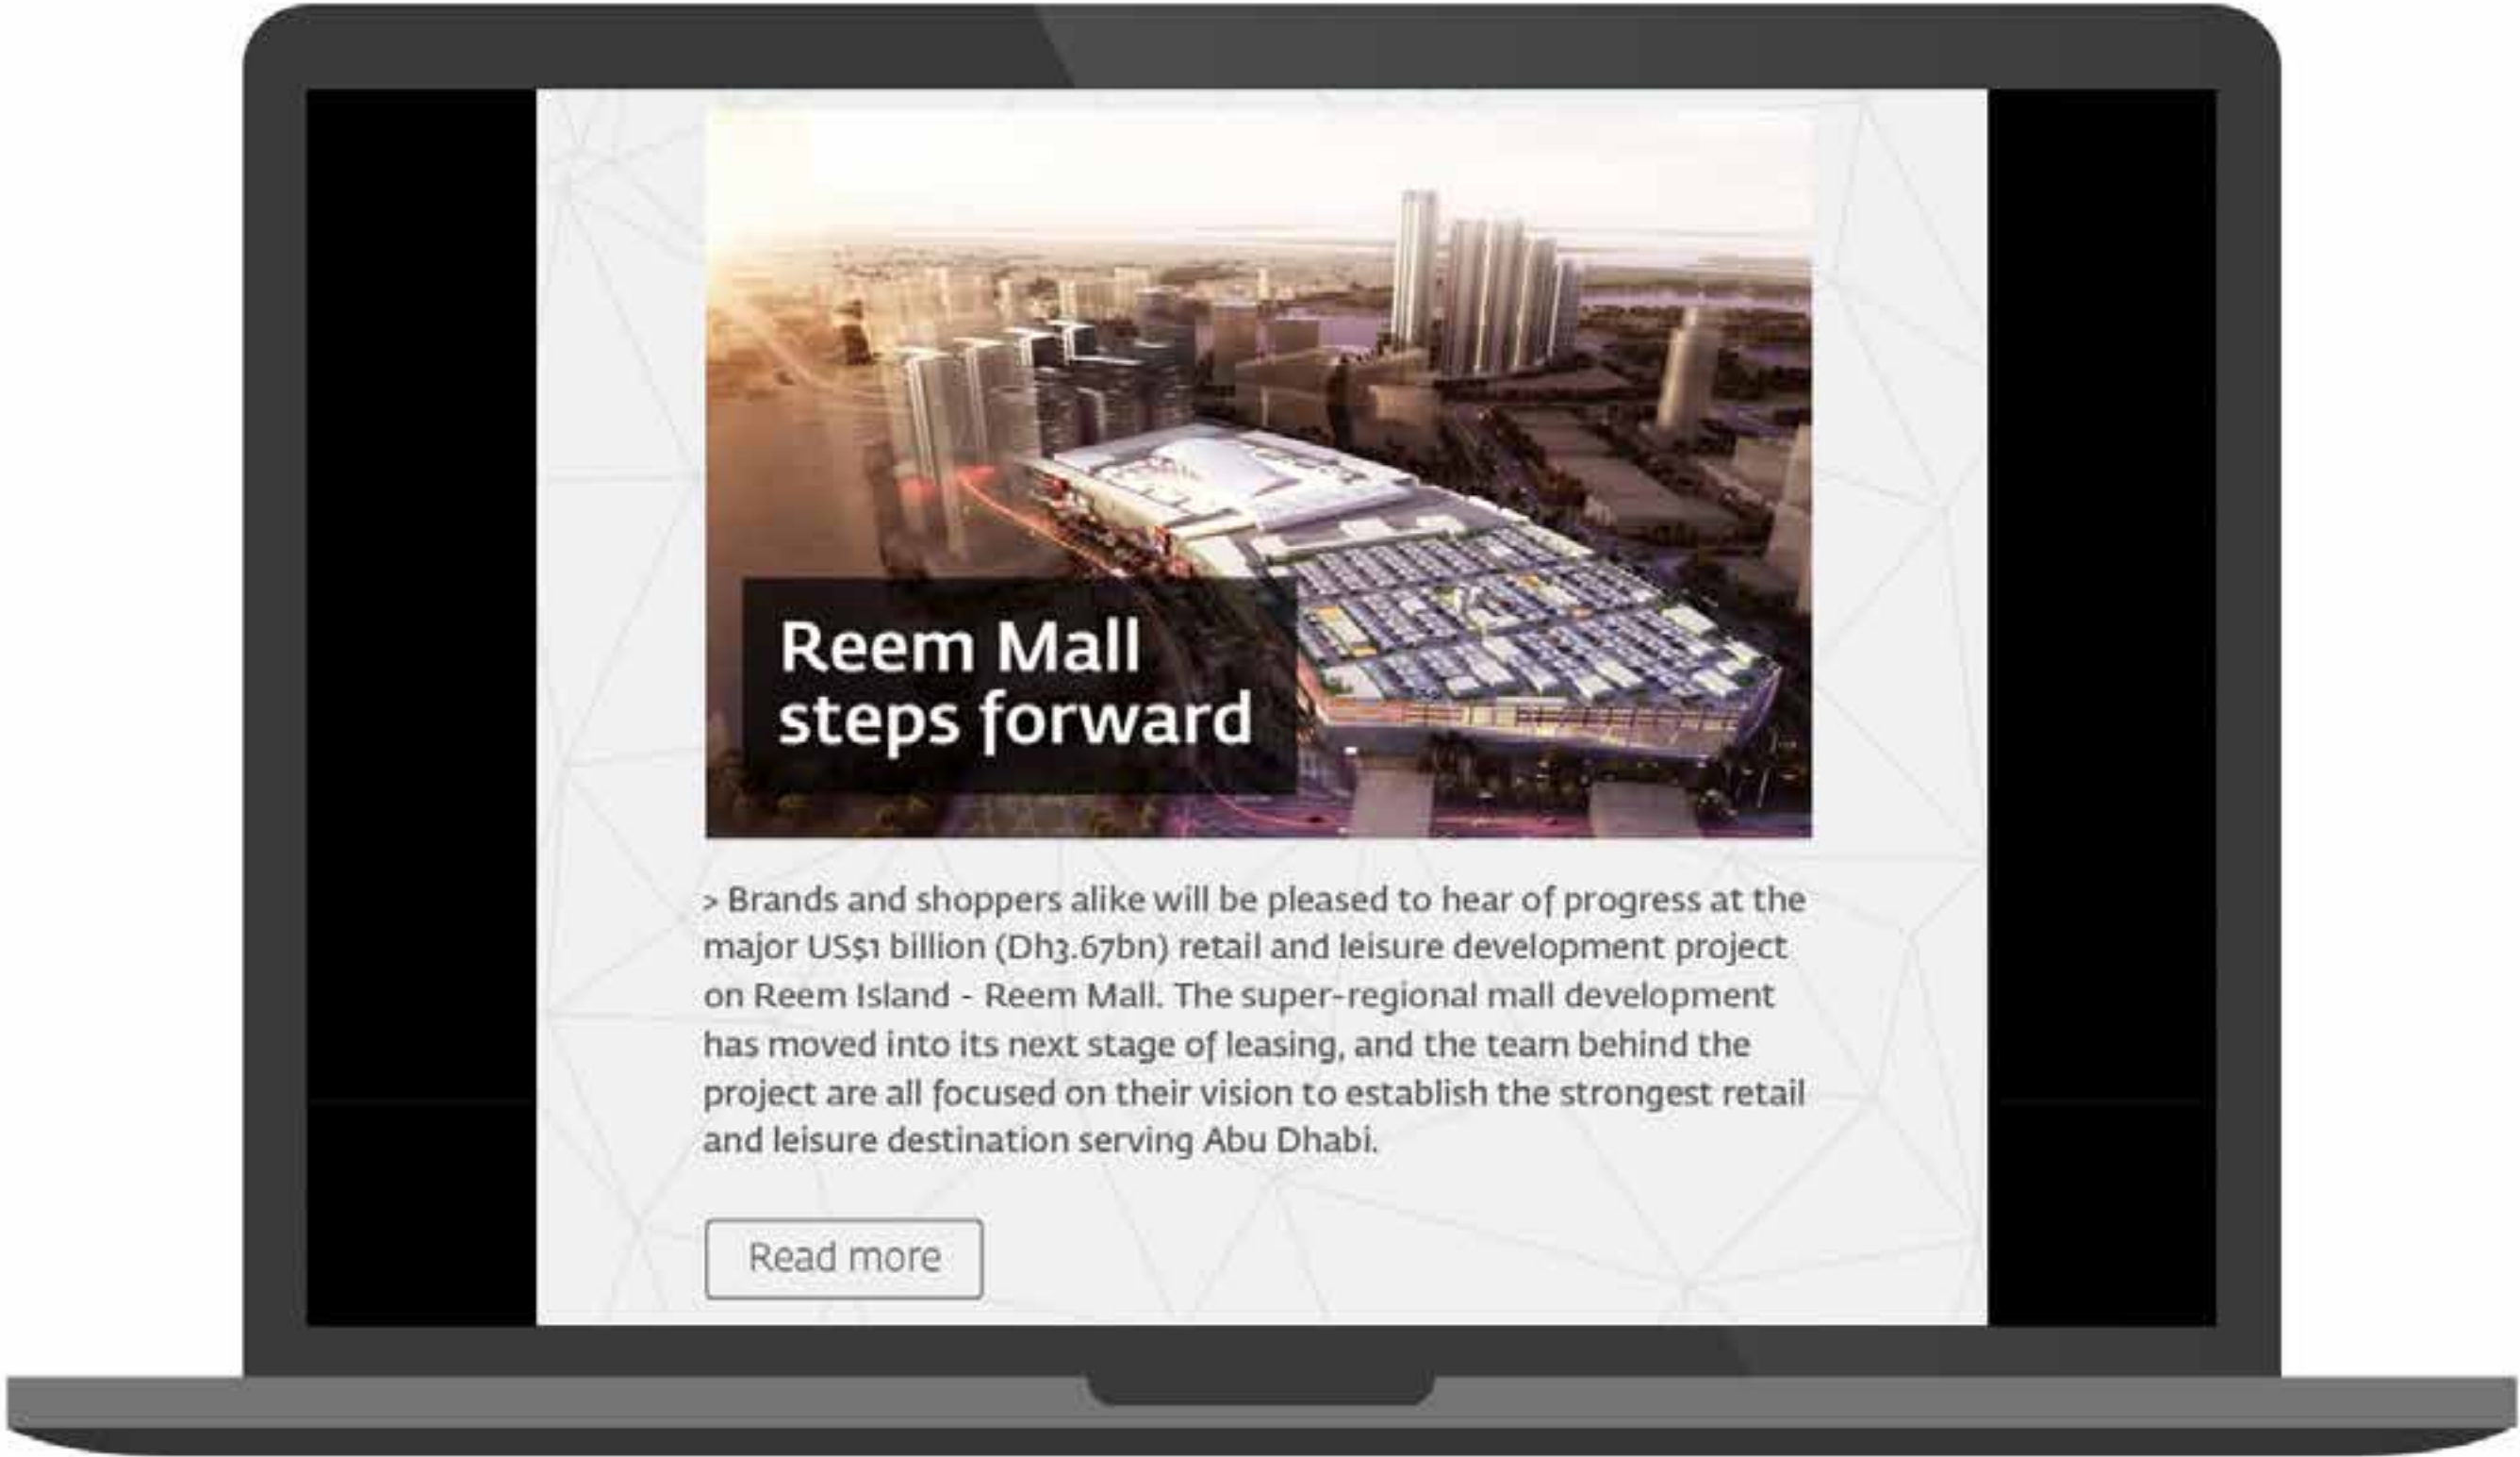 Reem Mall
steps forward
> Brands and shoppers alike will be pleased to hear of progress at the
major US$1 billion (Dh3.67bn) retail and leisure development project
on Reem Island - Reem Mall. The super-regional mall development
has moved into its next stage of leasing, and the team behind the
project are all focused on their vision to establish the strongest retail
and leisure destination serving Abu Dhabi.
Read more